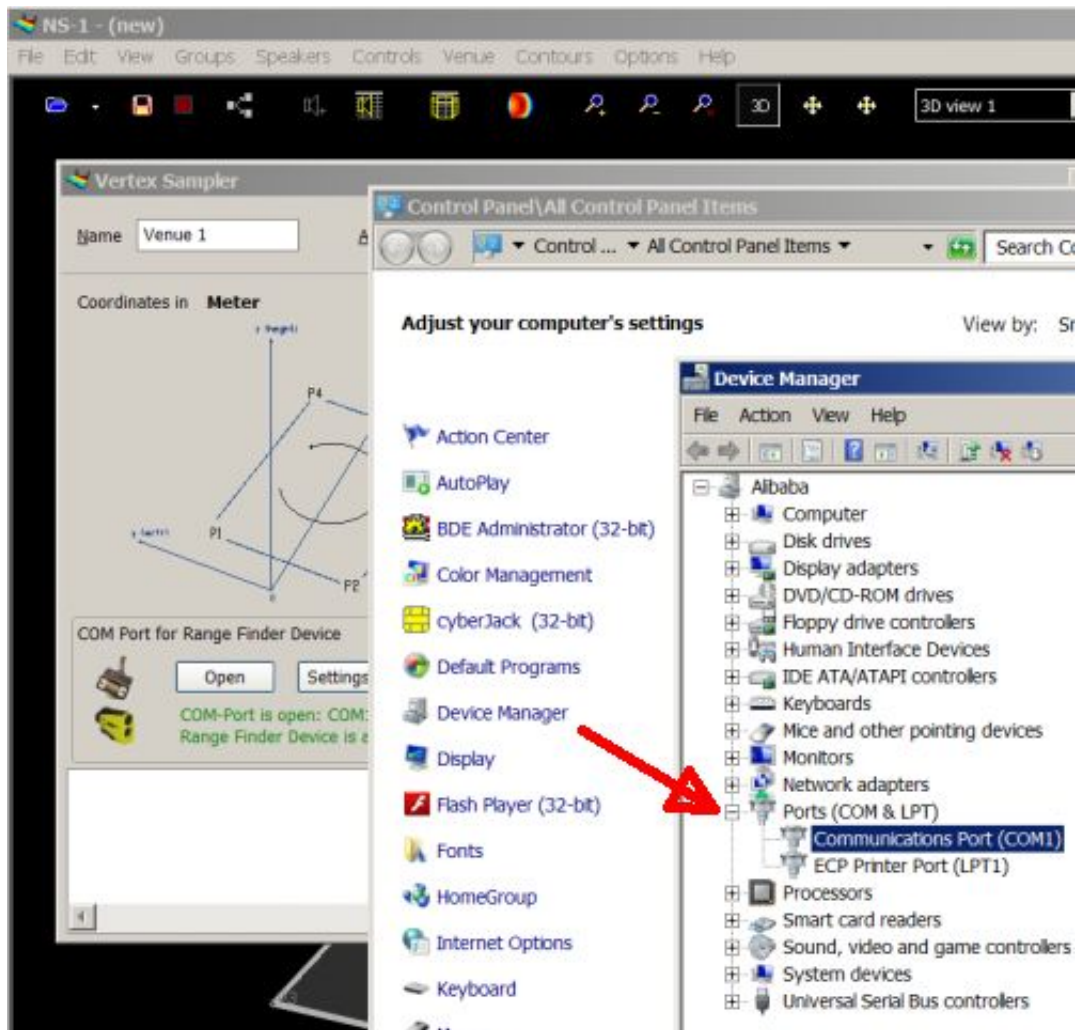 NS-1 - (new)
File Edit View Groups Speakers Controls Venue Contours Options Help
3D 3D view 1
Vertex Sampler
Name Venue 1
Coordinates in Meter
P4
P1
P2
COM Port for Range Finder Device
Open Settings
COM-Port is open: COM
Range Finder Device is a
Control Panel\All Control Panel Items
Control ... All Control Panel Items Search Co
Adjust your computer's settings
View by: Sm
Action Center
AutoPlay
BDE Administrator (32-bit)
Color Management
cyberJack (32-bit)
Default Programs
Device Manager
Display
Flash Player (32-bit)
Fonts
HomeGroup
Internet Options
Keyboard
Device Manager
File Action View Help
Alibaba
Computer
Disk drives
Display adapters
DVD/CD-ROM drives
Floppy drive controllers
Human Interface Devices
IDE ATA/ATAPI controllers
Keyboards
Mice and other pointing devices
Monitors
Network adapters
Ports (COM & LPT)
Communications Port (COM1)
ECP Printer Port (LPT1)
Processors
Smart card readers
Sound, video and game controllers
System devices
Universal Serial Bus controllers